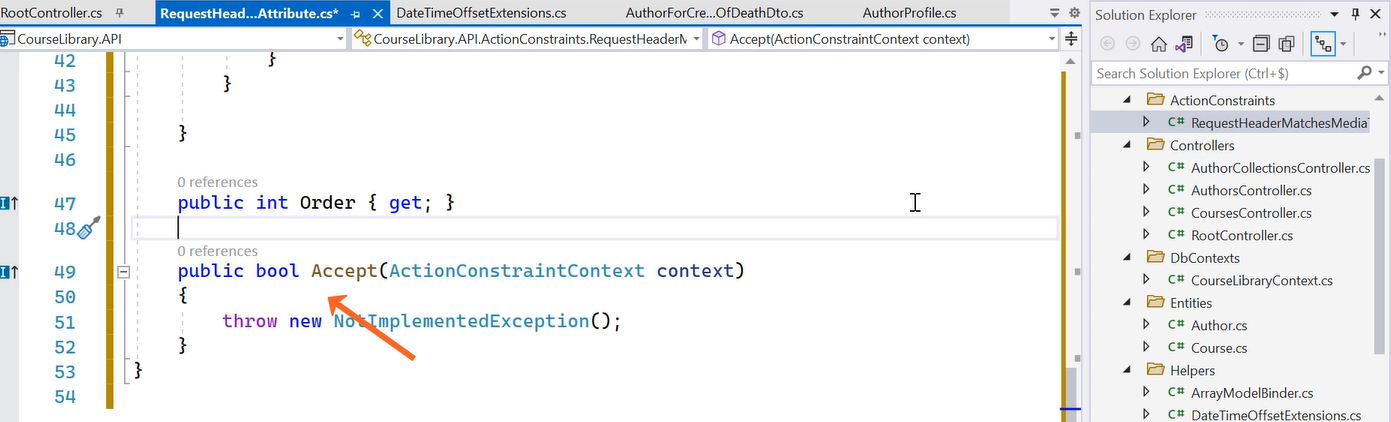 RootController.cs RequestHead...Attribute.cs* DateTimeOffsetExtensions.cs AuthorForCre...OfDeathDto.cs AuthorProfile.cs
CourseLibrary.API CourseLibrary.API.ActionConstraints.RequestHeaderM Accept(ActionConstraintContext context)
42 }
43 }
44
45 }
46
0 references
47 public int Order { get; }
48
0 references
49 public bool Accept(ActionConstraintContext context)
50 {
51 throw new NotImplementedException();
52 }
53 }
54
Solution Explorer
Search Solution Explorer (Ctrl+$)
ActionConstraints
C# RequestHeaderMatchesMedia
Controllers
C# AuthorCollectionsController.cs
C# AuthorsController.cs
C# CoursesController.cs
C# RootController.cs
DbContexts
C# CourseLibraryContext.cs
Entities
C# Author.cs
C# Course.cs
Helpers
C# ArrayModelBinder.cs
C# DateTimeOffsetExtensions.cs